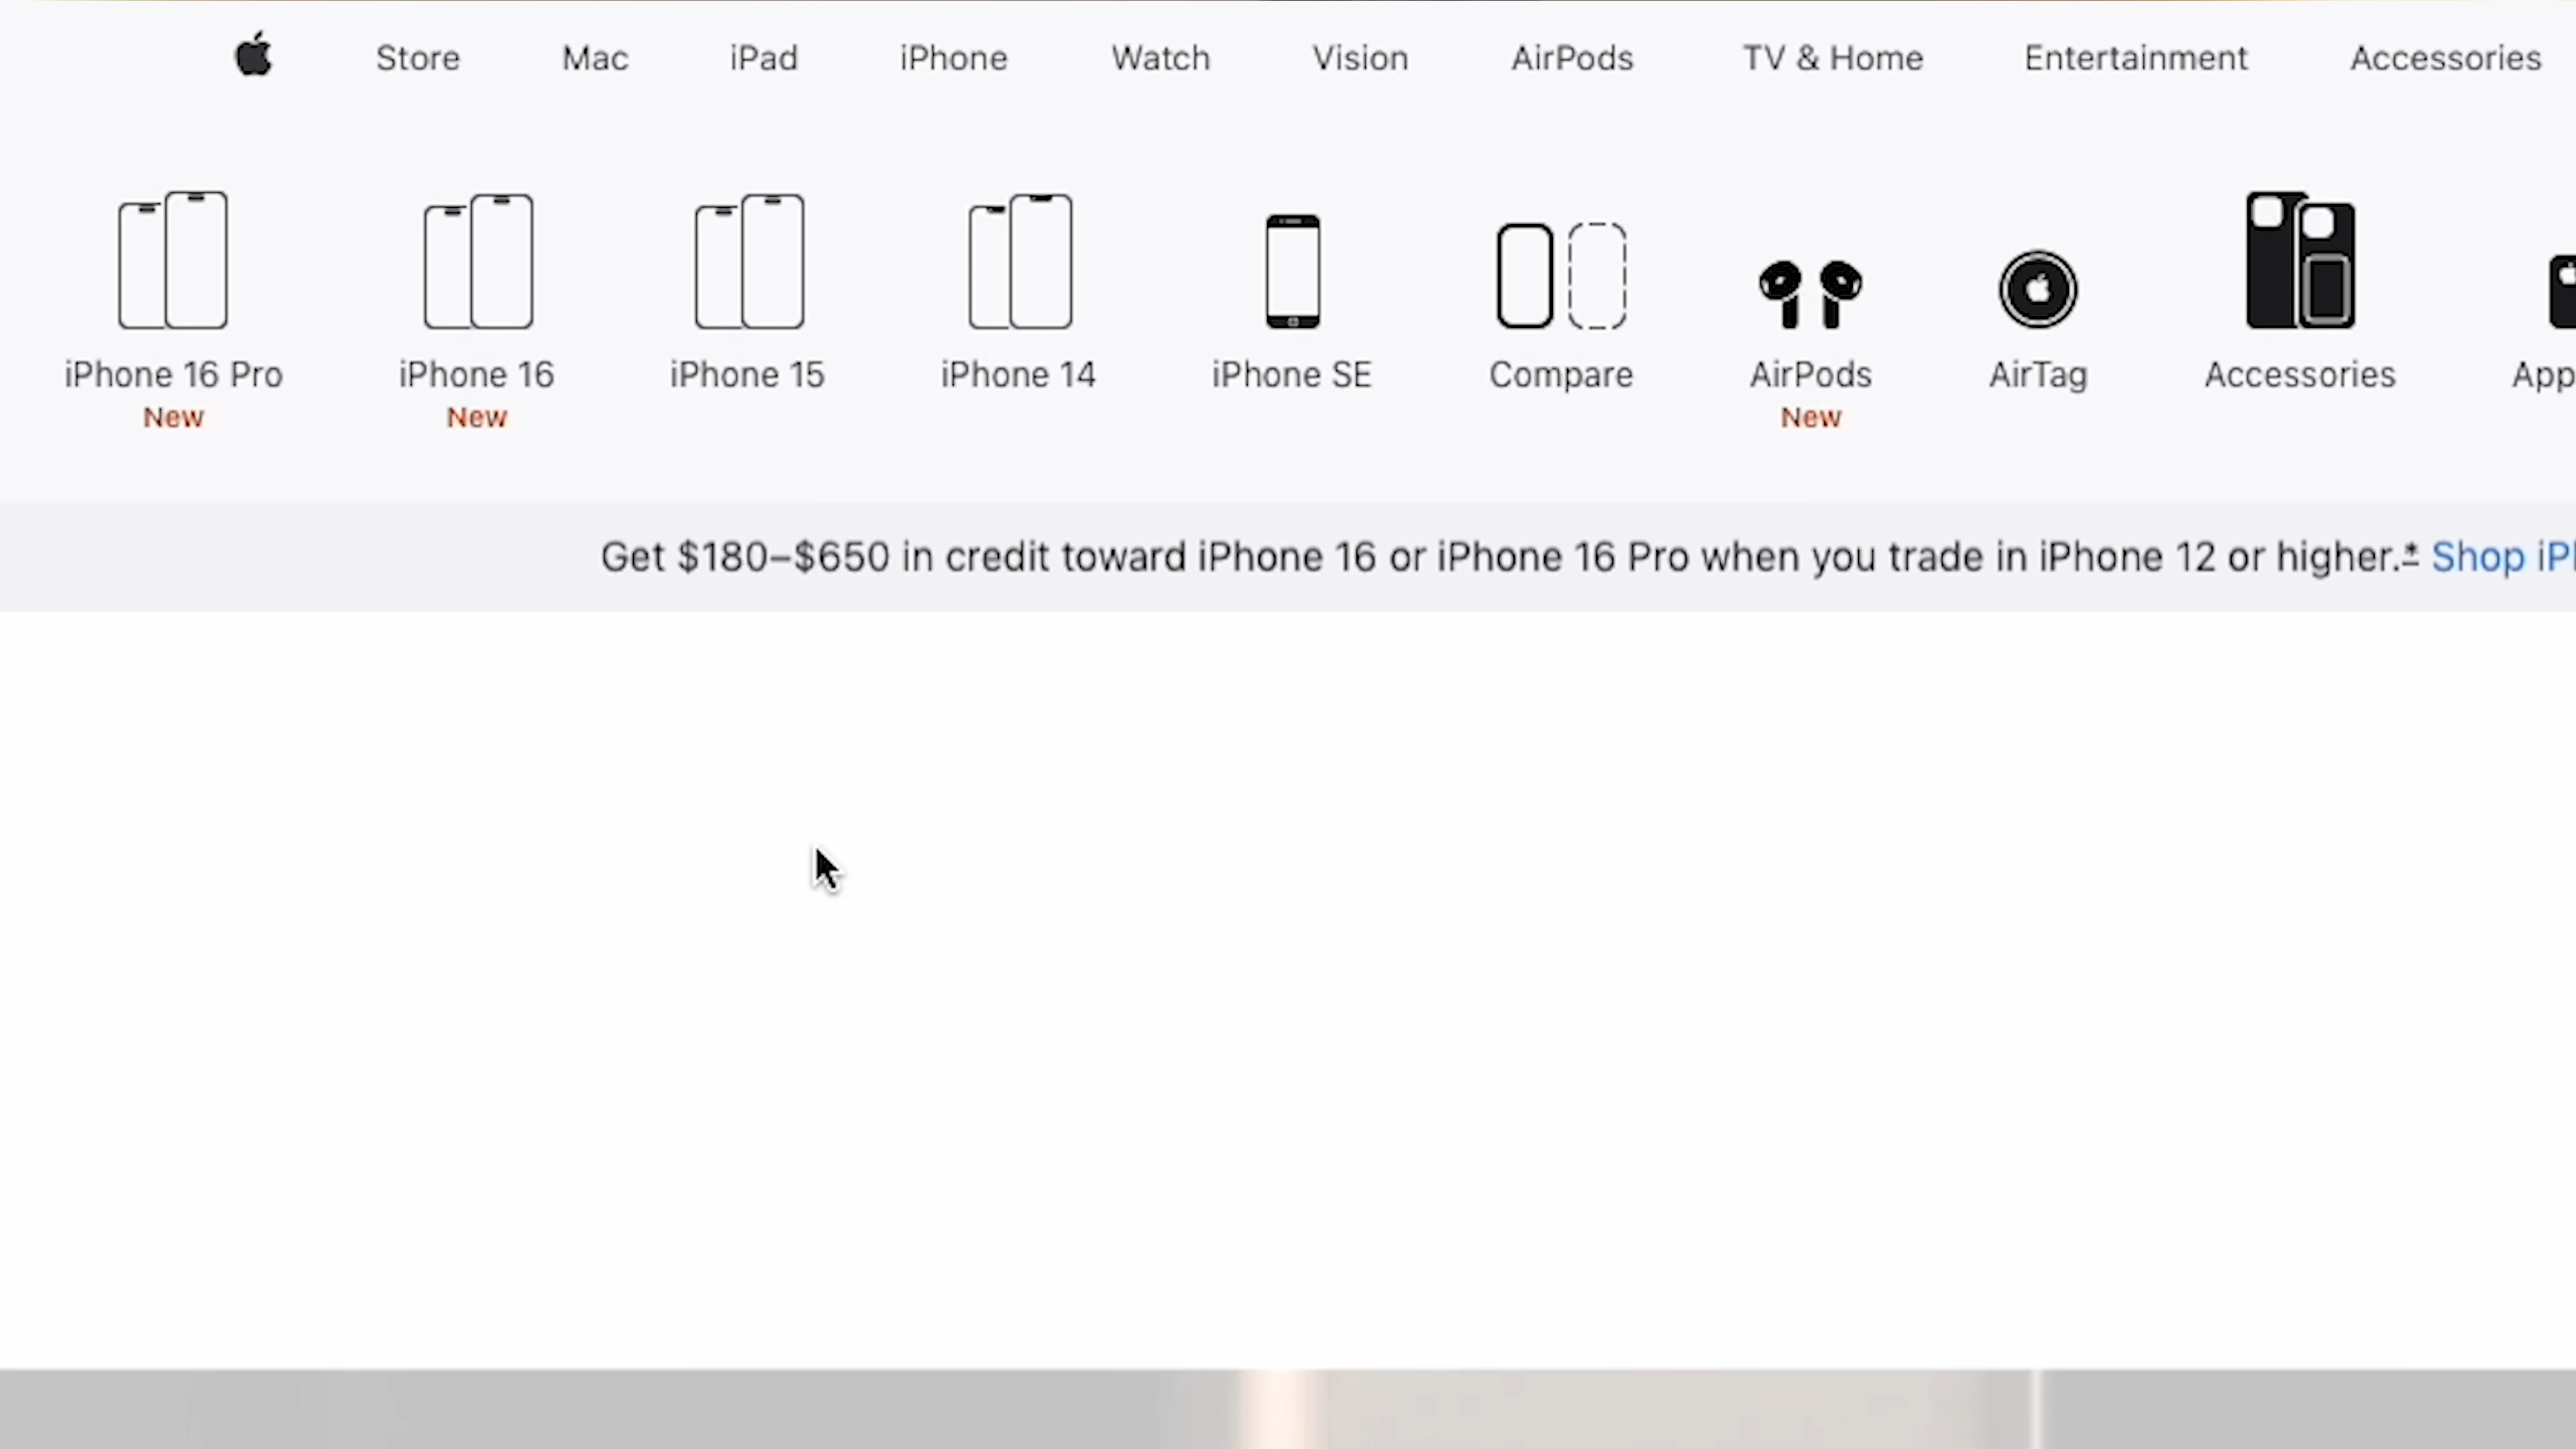 Store Mac iPad iPhone Watch Vision AirPods TV & Home Entertainment Accessories
iPhone 16 Pro iPhone 16 iPhone 15 iPhone 14 iPhone SE Compare AirPods AirTag Accessories App
New New New
Get $180–$650 in credit toward iPhone 16 or iPhone 16 Pro when you trade in iPhone 12 or higher.* Shop iP